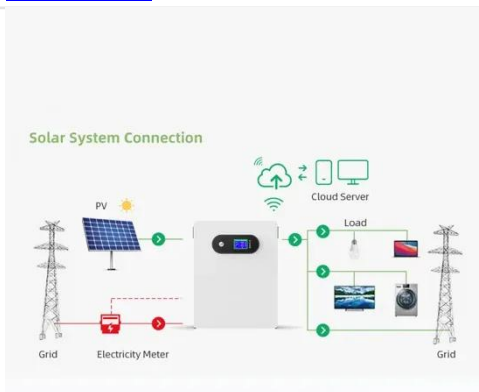 Solar System Connection
Cloud Server
PV
Load
Grid
Electricity Meter
Grid